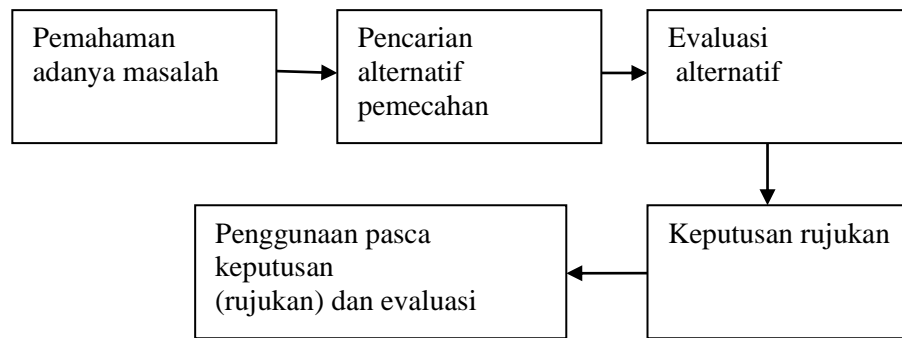 Pemahaman
adanya masalah
Pencarian
alternatif
pemecahan
Evaluasi
alternatif
Keputusan rujukan
Penggunaan pasca
keputusan
(rujukan) dan evaluasi